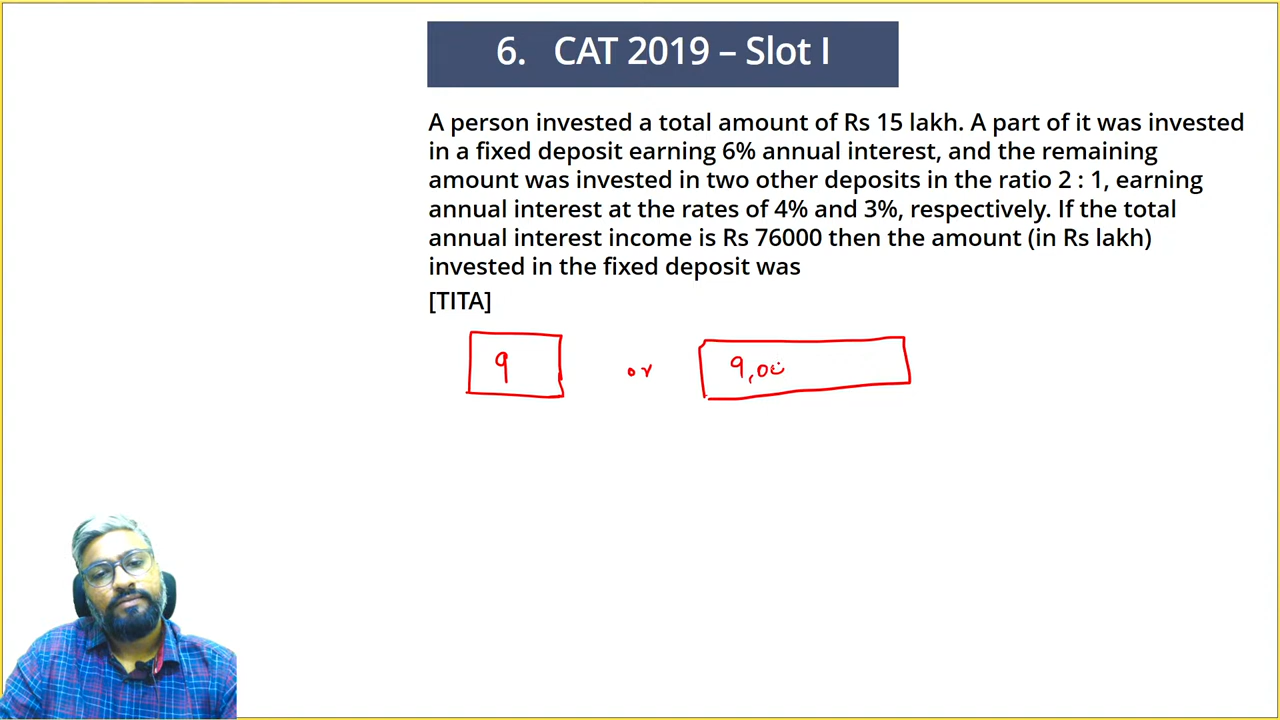 6. CAT 2019 – Slot I
A person invested a total amount of Rs 15 lakh. A part of it was invested
in a fixed deposit earning 6% annual interest, and the remaining
amount was invested in two other deposits in the ratio 2 : 1, earning
annual interest at the rates of 4% and 3%, respectively. If the total
annual interest income is Rs 76000 then the amount (in Rs lakh)
invested in the fixed deposit was
[TITA]
9 or 9,00